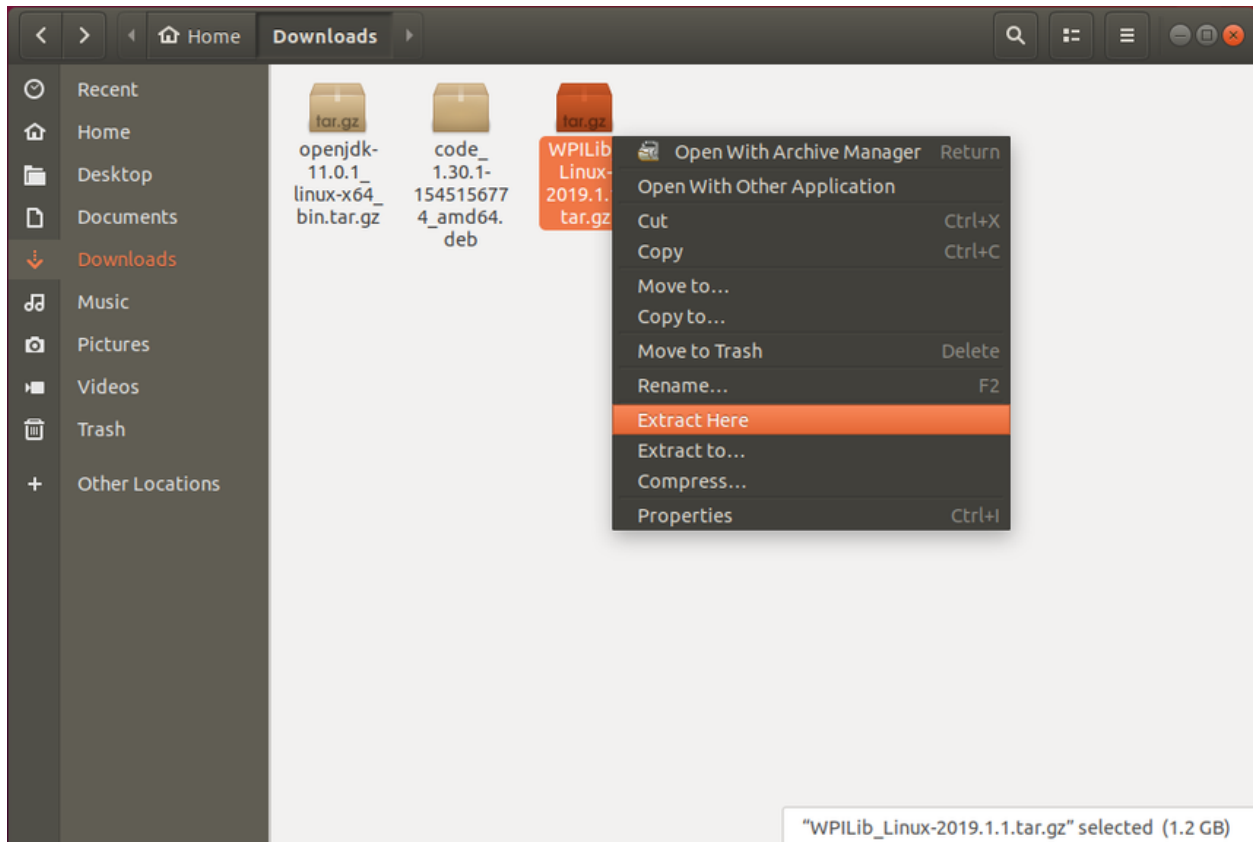 Home
Downloads
Recent
Home
Desktop
Documents
Downloads
Music
Pictures
Videos
Trash
Other Locations
tar.gz
openjdk-
11.0.1_
linux-x64_
bin.tar.gz
code_
1.30.1-
154515677
4_amd64.
deb
tar.gz
WPILib
Linux-
2019.1.
tar.gz
Open With Archive Manager Return
Open With Other Application
Cut Ctrl+X
Copy Ctrl+C
Move to…
Copy to…
Move to Trash Delete
Rename… F2
Extract Here
Extract to…
Compress…
Properties Ctrl+I
“WPILib_Linux-2019.1.1.tar.gz” selected (1.2 GB)